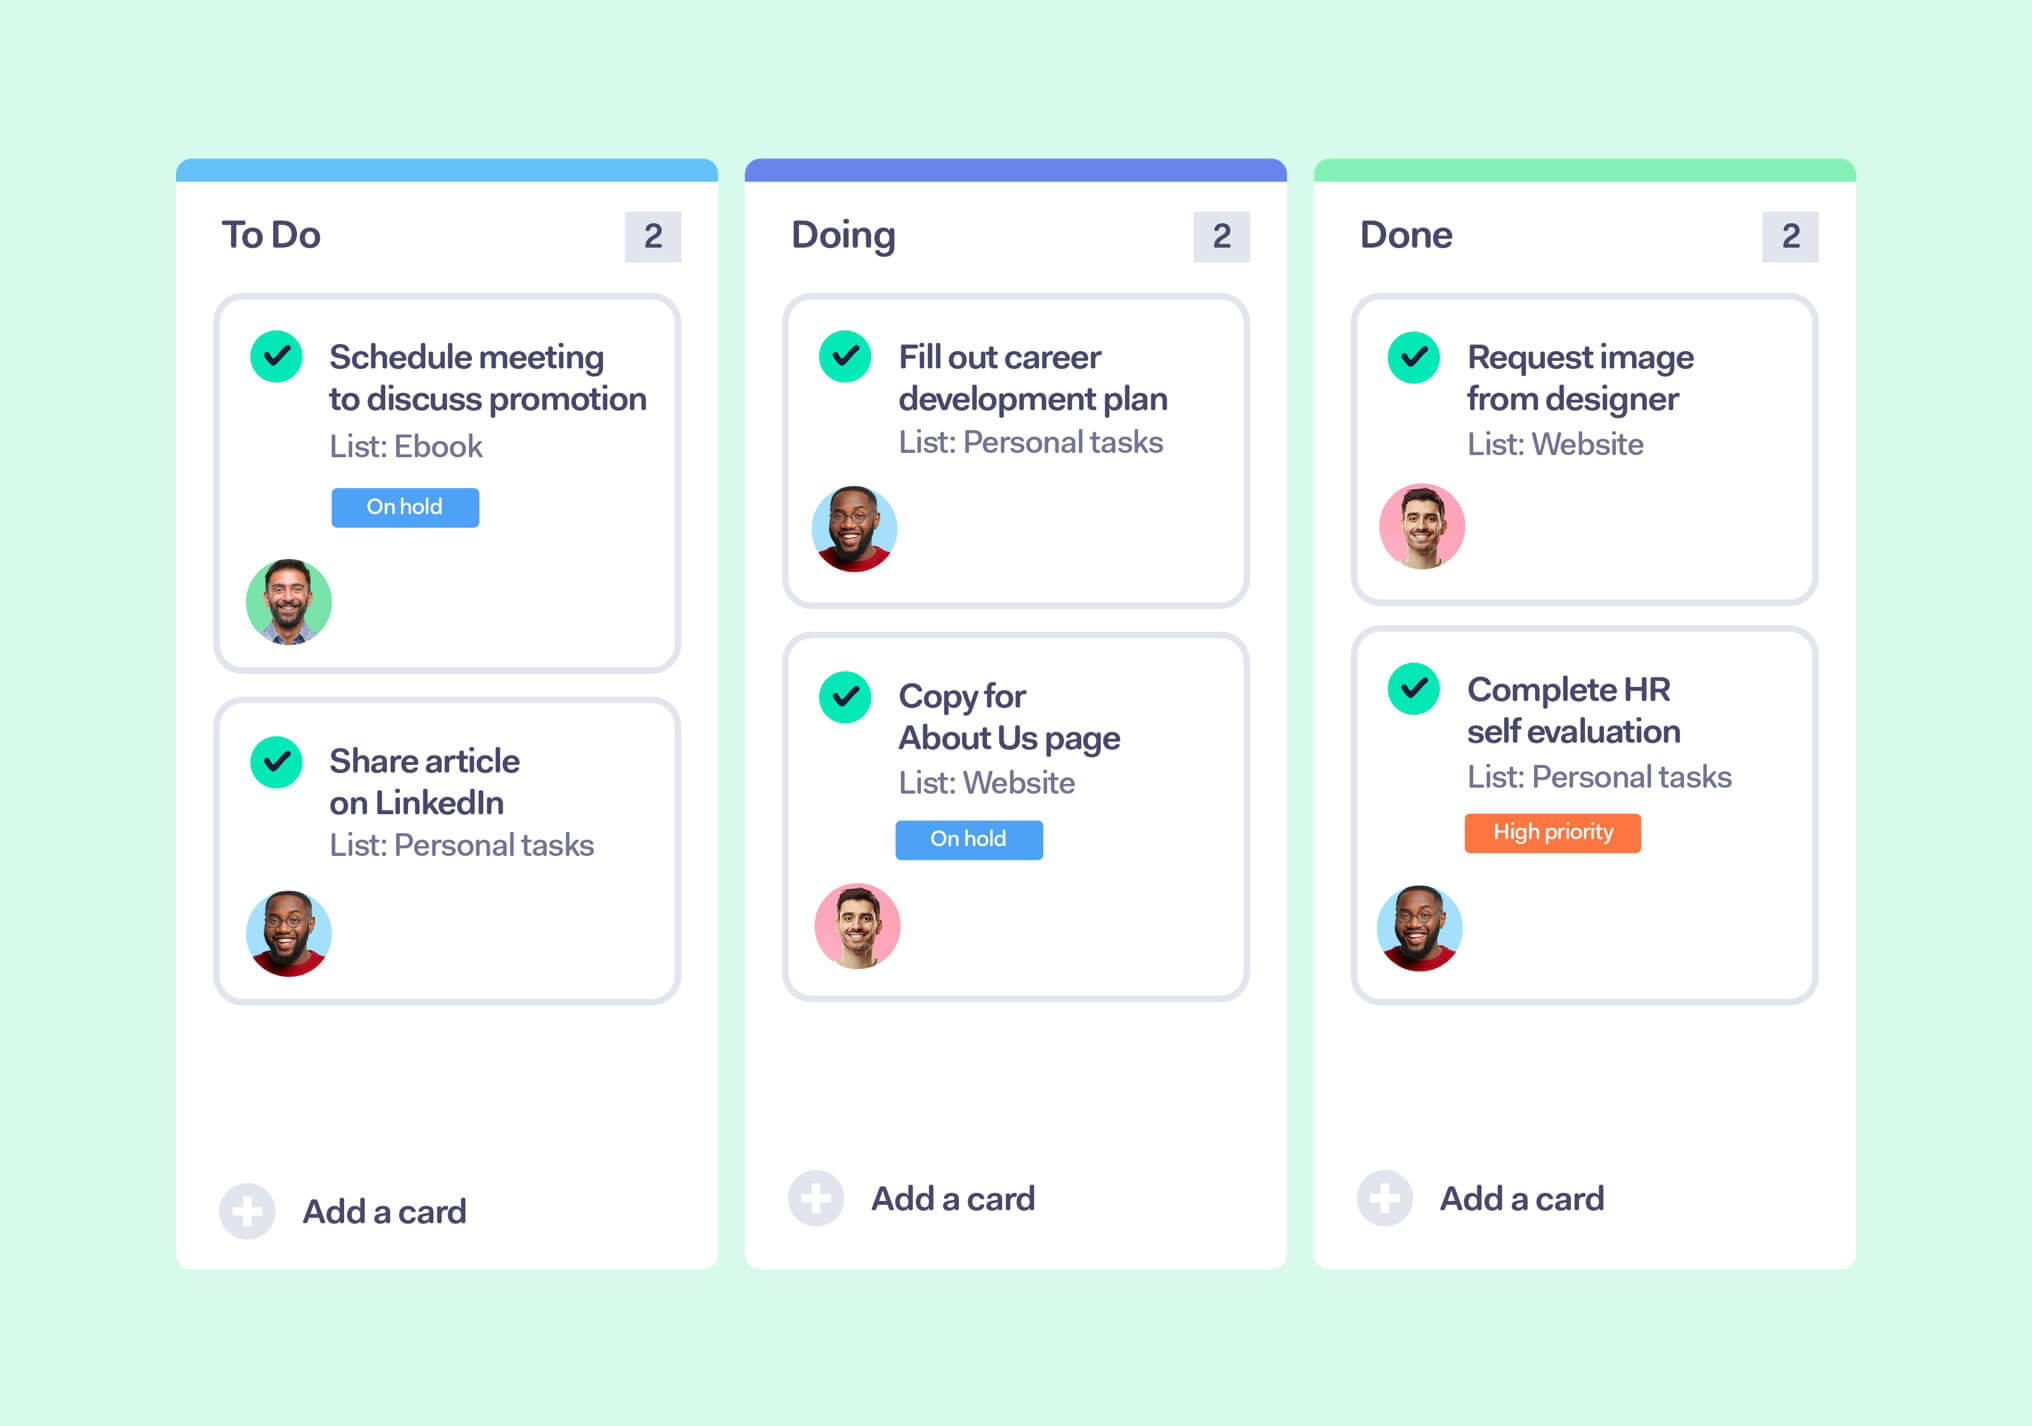 To Do
2
Schedule meeting
to discuss promotion
List: Ebook
On hold
Share article
on LinkedIn
List: Personal tasks
Add a card
Doing
2
Fill out career
development plan
List: Personal tasks
Copy for
About Us page
List: Website
On hold
Add a card
Done
2
Request image
from designer
List: Website
Complete HR
self evaluation
List: Personal tasks
High priority
Add a card